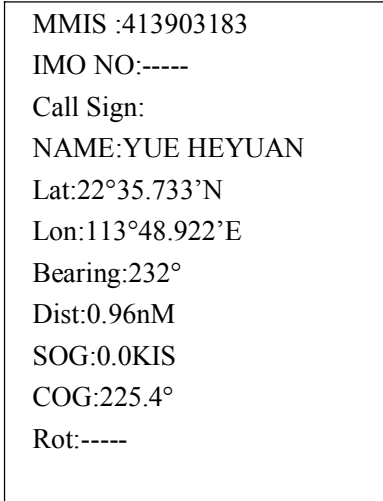 MMIS :413903183
IMO NO:-----
Call Sign:
NAME:YUE HEYUAN
Lat:22°35.733’N
Lon:113°48.922’E
Bearing:232°
Dist:0.96nM
SOG:0.0KIS
COG:225.4°
Rot:-----